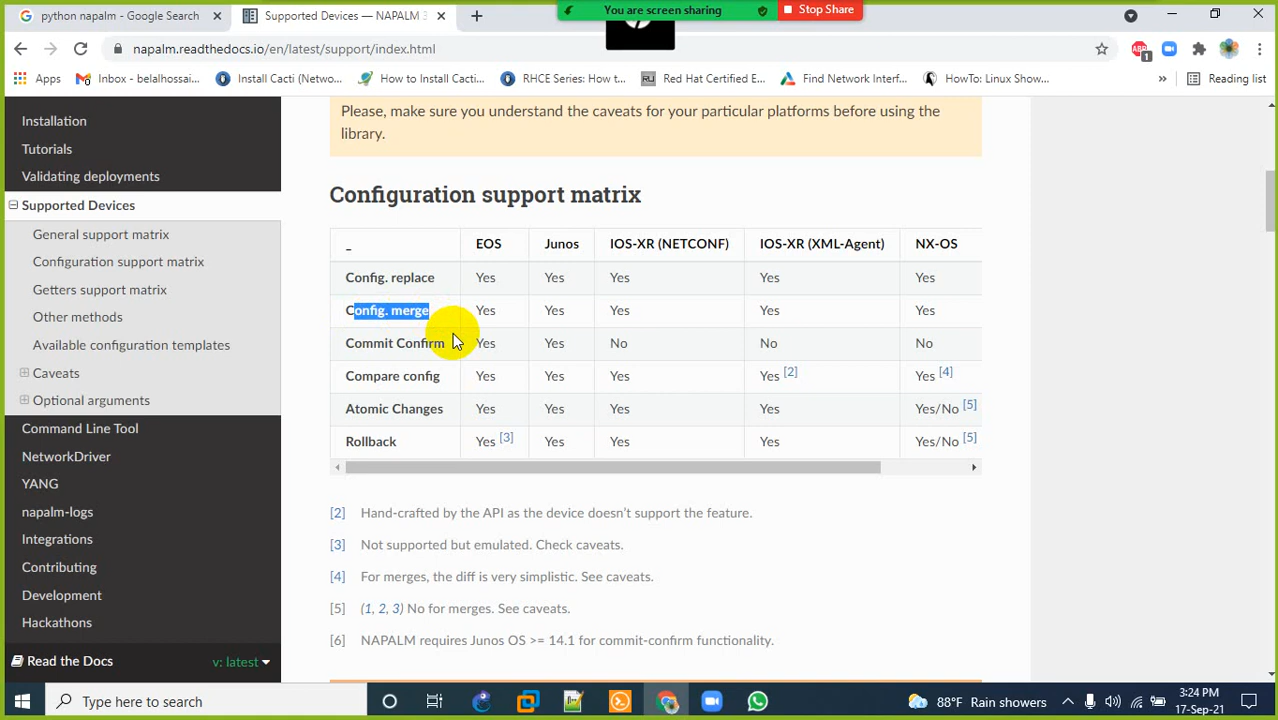 python napalm - Google Search
Supported Devices — NAPALM 3
You are screen sharing
Stop Share
napalm.readthedocs.io/en/latest/support/index.html
Apps
Inbox - belalhossai...
Install Cacti (Netwo...
How to Install Cacti...
RHCE Series: How t...
Red Hat Certified E...
Find Network Interf...
HowTo: Linux Show...
»
Reading list
ABP
1
RU
Installation
Tutorials
Validating deployments
Supported Devices
General support matrix
Configuration support matrix
Getters support matrix
Other methods
Available configuration templates
Caveats
Optional arguments
Command Line Tool
NetworkDriver
YANG
napalm-logs
Integrations
Contributing
Development
Hackathons
Read the Docs
v: latest
Please, make sure you understand the caveats for your particular platforms before using the
library.
Configuration support matrix
_ EOS Junos IOS-XR (NETCONF) IOS-XR (XML-Agent) NX-OS
Config. replace Yes Yes Yes Yes Yes
Config. merge Yes Yes Yes Yes Yes
Commit Confirm Yes Yes No No No
Compare config Yes Yes Yes Yes [2] Yes [4]
Atomic Changes Yes Yes Yes Yes Yes/No [5]
Rollback Yes [3] Yes Yes Yes Yes/No [5]
[2] Hand-crafted by the API as the device doesn't support the feature.
[3] Not supported but emulated. Check caveats.
[4] For merges, the diff is very simplistic. See caveats.
[5] (1, 2, 3) No for merges. See caveats.
[6] NAPALM requires Junos OS >= 14.1 for commit-confirm functionality.
Type here to search
88°F Rain showers
3:24 PM
17-Sep-21